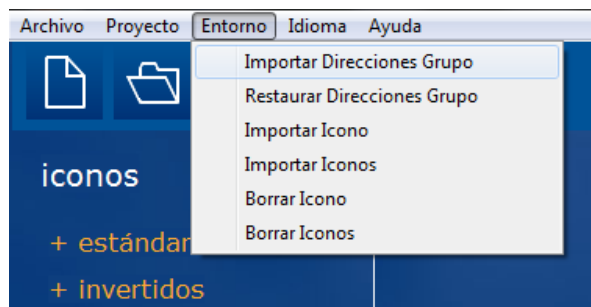 Archivo Proyecto Entorno Idioma Ayuda
Importar Direcciones Grupo
Restaurar Direcciones Grupo
Importar Icono
Importar Iconos
Borrar Icono
Borrar Iconos
iconos
+ estándar
+ invertidos